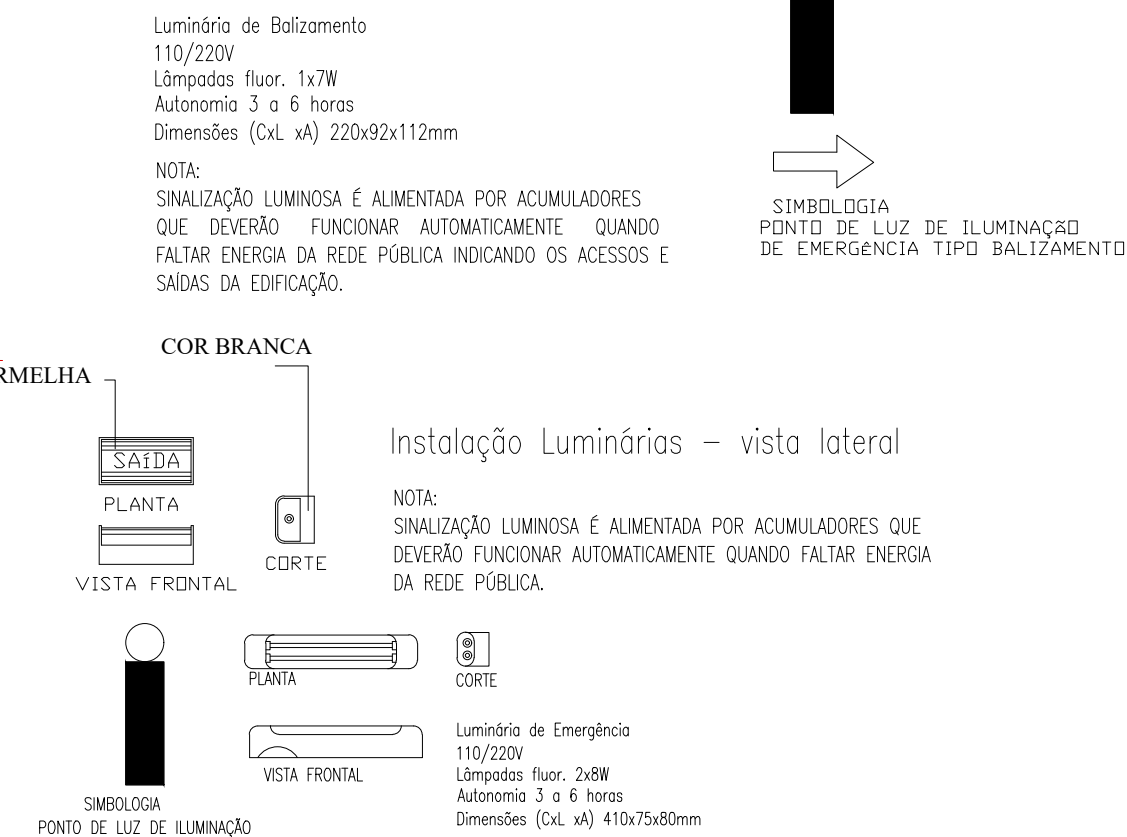 Luminária de Balizamento
110/220V
Lâmpadas fluor. 1x7W
Autonomia 3 a 6 horas
Dimensões (CxL xA) 220x92x112mm
NOTA:
SINALIZAÇÃO LUMINOSA É ALIMENTADA POR ACUMULADORES
QUE DEVERÃO FUNCIONAR AUTOMATICAMENTE QUANDO
FALTAR ENERGIA DA REDE PÚBLICA INDICANDO OS ACESSOS E
SAÍDAS DA EDIFICAÇÃO.
SIMBOLOGIA
PONTO DE LUZ DE ILUMINAÇÃO
DE EMERGÊNCIA TIPO BALIZAMENTO
COR BRANCA
RMELHA
SAÍDA
PLANTA
VISTA FRONTAL
CORTE
Instalação Luminárias – vista lateral
NOTA:
SINALIZAÇÃO LUMINOSA É ALIMENTADA POR ACUMULADORES QUE
DEVERÃO FUNCIONAR AUTOMATICAMENTE QUANDO FALTAR ENERGIA
DA REDE PÚBLICA.
PLANTA
CORTE
VISTA FRONTAL
Luminária de Emergência
110/220V
Lâmpadas fluor. 2x8W
Autonomia 3 a 6 horas
Dimensões (CxL xA) 410x75x80mm
SIMBOLOGIA
PONTO DE LUZ DE ILUMINAÇÃO